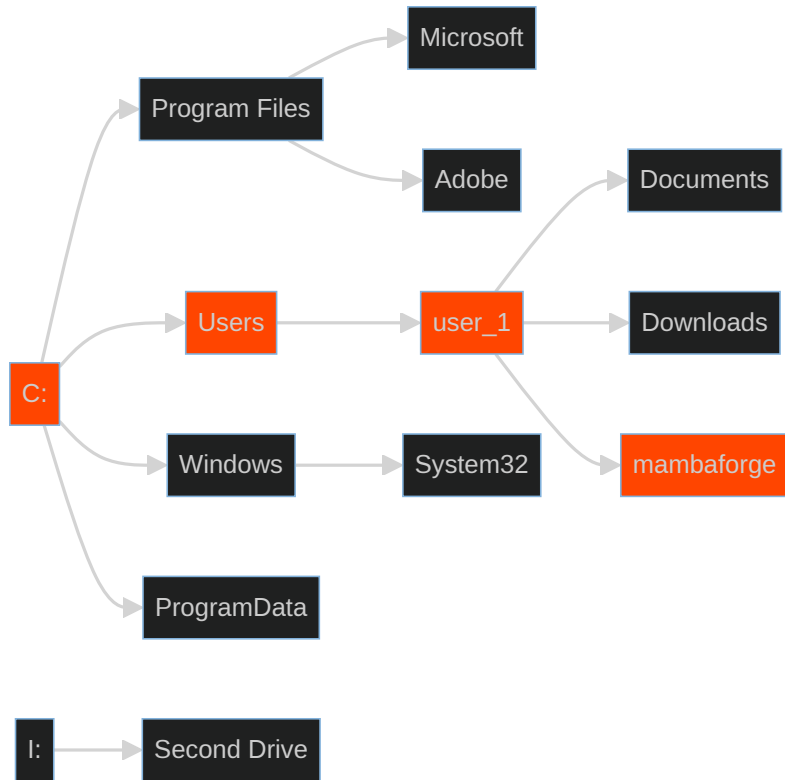 Microsoft
Program Files
Adobe
Documents
Users
user_1
Downloads
C:
Windows
System32
mambaforge
ProgramData
I:
Second Drive